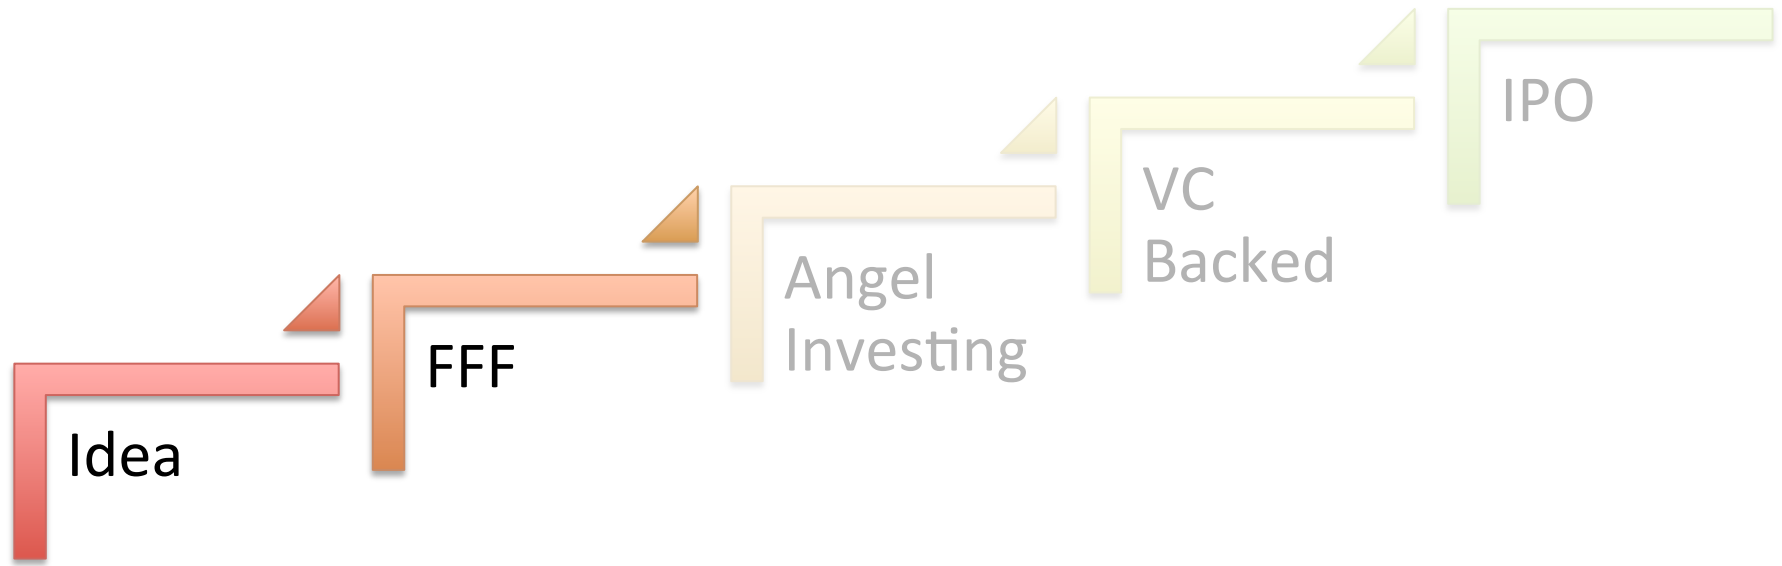 Idea
FFF
Angel
Investing
VC
Backed
IPO